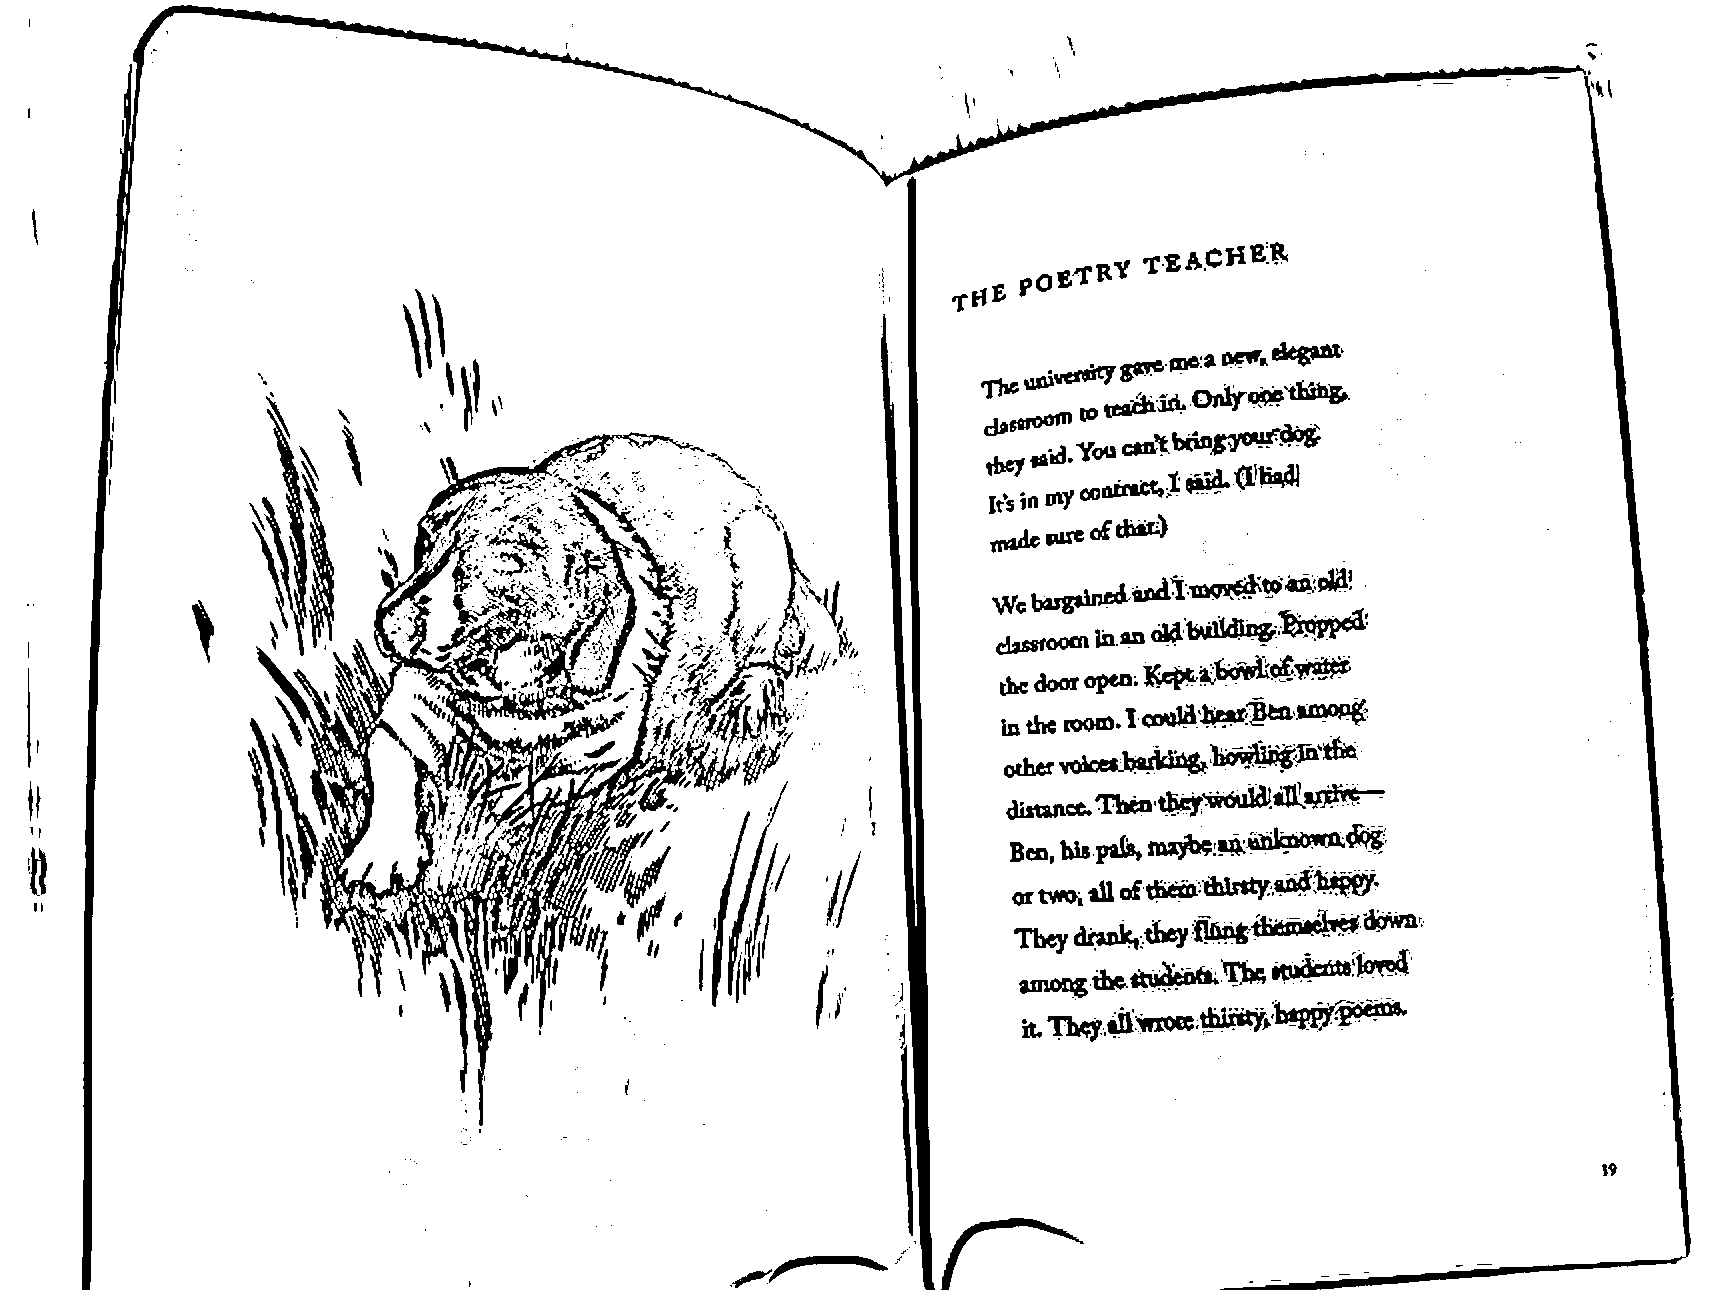 THE POETRY TEACHER
The university gave me a new, elegant
classroom to teach in. Only one thing,
they said. You can't bring your dog.
It's in my contract, I said. (I had
made sure of that.)
We bargained and I moved to an old
classroom in an old building. Propped
the door open. Kept a bowl of water
in the room. I could hear Ben among
other voices barking, howling in the
distance. Then they would all arrive—
Ben, his pals, maybe an unknown dog
or two, all of them thirsty and happy.
They drank, they flung themselves down
among the students. The students loved
it. They all wrote thirsty, happy poems.
19